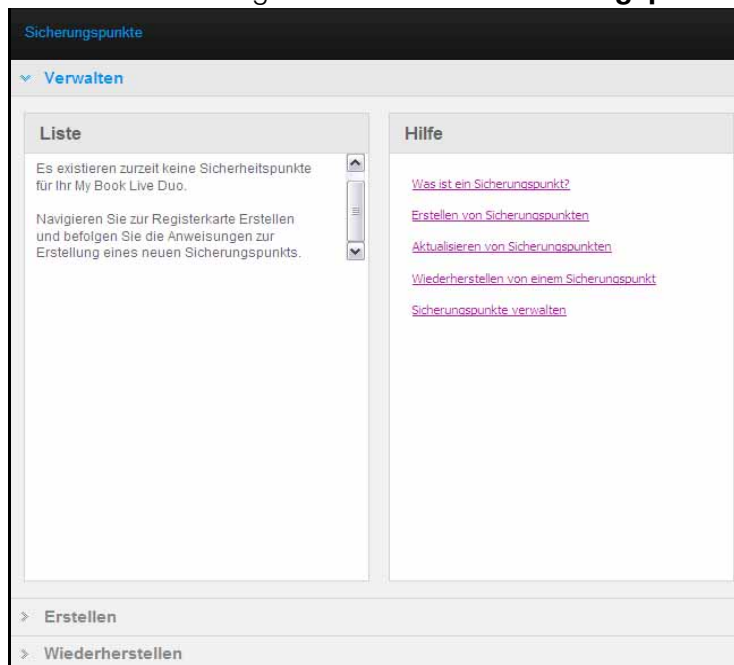 Sicherungspunkte
Verwalten
Liste
Es existieren zurzeit keine Sicherheitspunkte
für Ihr My Book Live Duo.
Navigieren Sie zur Registerkarte Erstellen
und befolgen Sie die Anweisungen zur
Erstellung eines neuen Sicherungspunkts.
Hilfe
Was ist ein Sicherungspunkt?
Erstellen von Sicherungspunkten
Aktualisieren von Sicherungspunkten
Wiederherstellen von einem Sicherungspunkt
Sicherungspunkte verwalten
Erstellen
Wiederherstellen